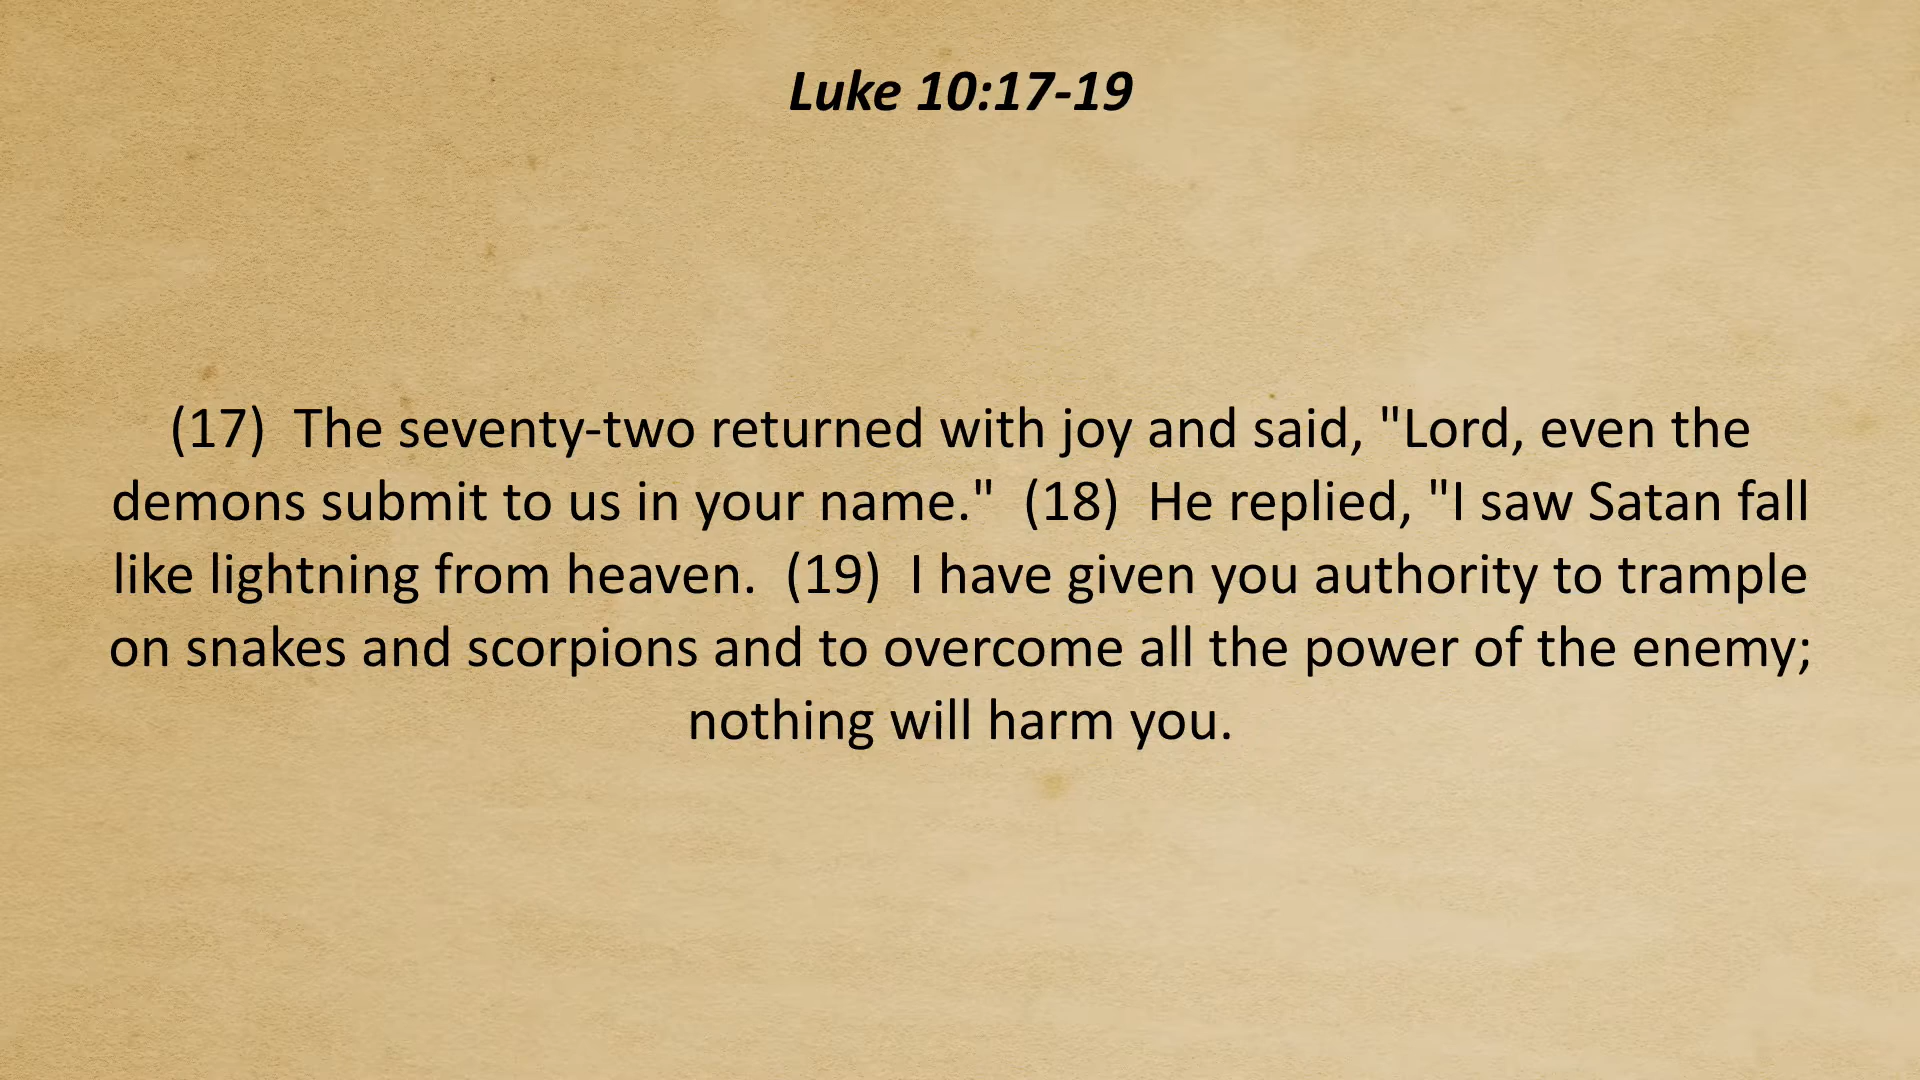 Luke 10:17-19
(17)  The seventy-two returned with joy and said, "Lord, even the
demons submit to us in your name."  (18)  He replied, "I saw Satan fall
like lightning from heaven.  (19)  I have given you authority to trample
on snakes and scorpions and to overcome all the power of the enemy;
nothing will harm you.